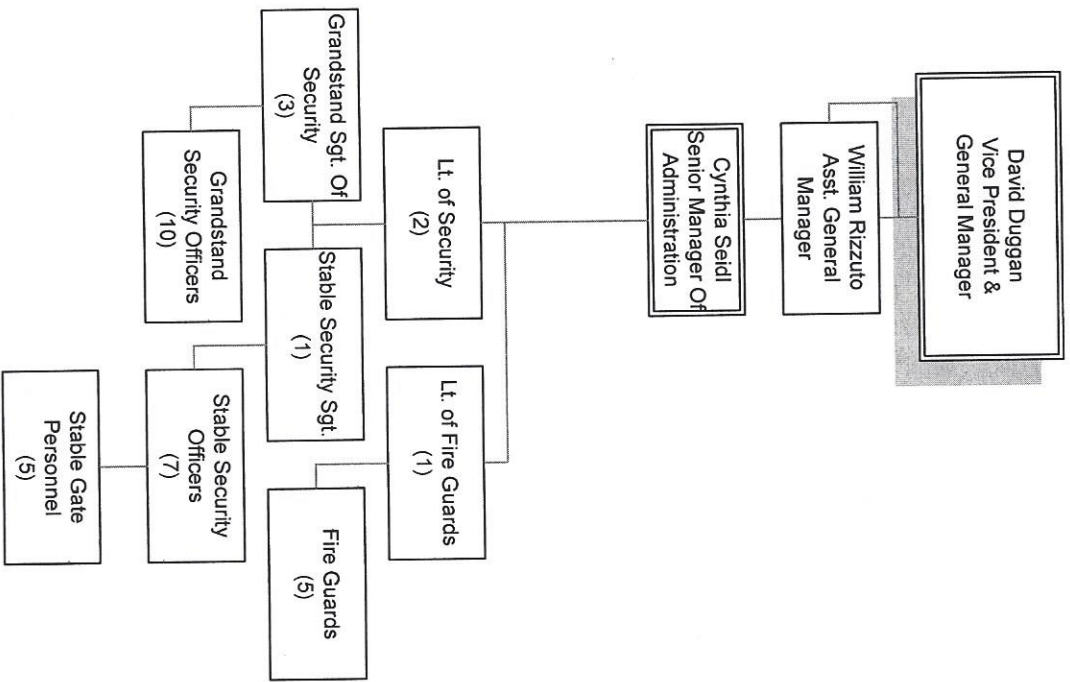 David Duggan
Vice President &
General Manager
William Rizzuto
Asst. General
Manager
Cynthia Seidl
Senior Manager Of
Administration
Lt. of Security
(2)
Lt. of Fire Guards
(1)
Grandstand Sgt. Of
Security
(3)
Stable Security Sgt.
(1)
Fire Guards
(5)
Grandstand
Security Officers
(10)
Stable Security
Officers
(7)
Stable Gate
Personnel
(5)